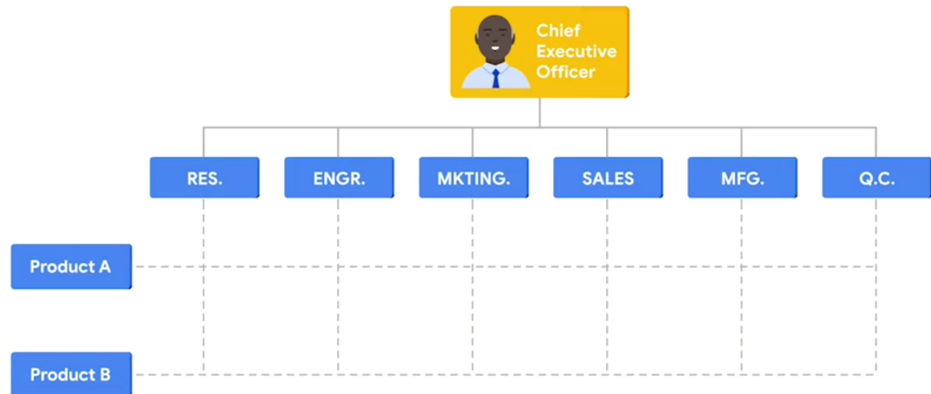 Chief
Executive
Officer
RES.
ENGR.
MKTING.
SALES
MFG.
Q.C.
Product A
Product B